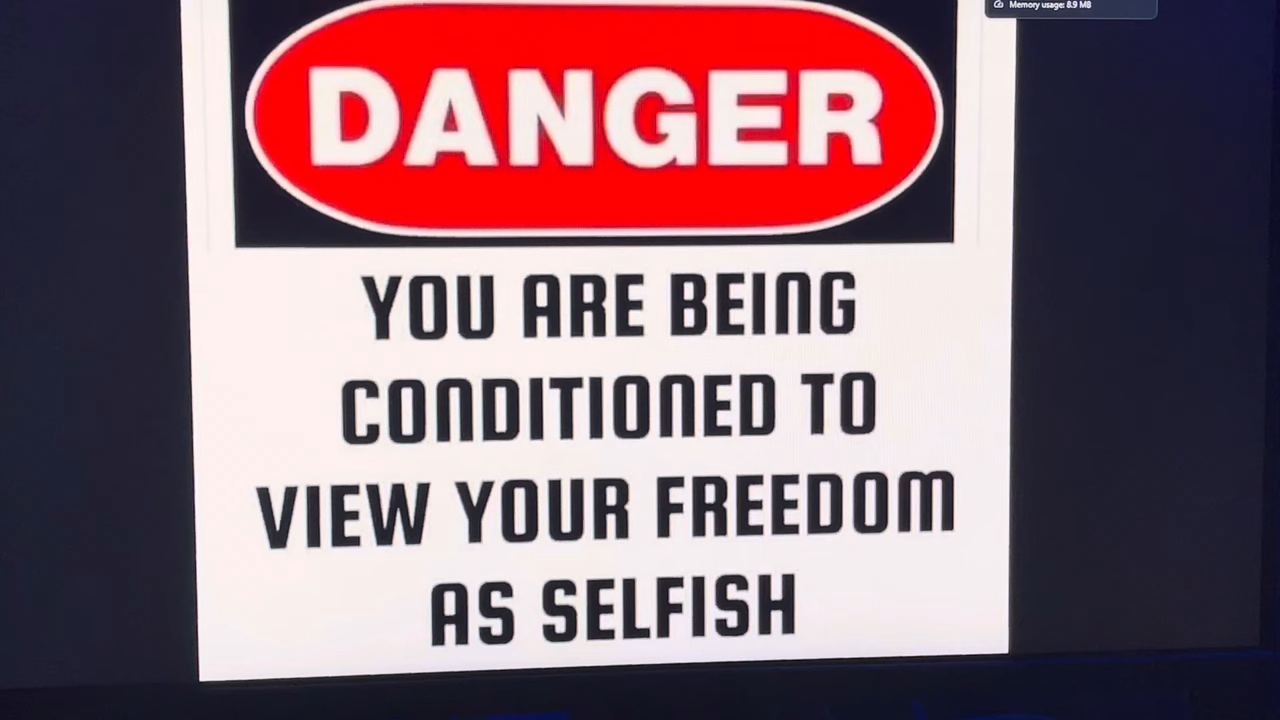 Memory usage: 8.9 MB
DANGER
YOU ARE BEING
CONDITIONED TO
VIEW YOUR FREEDOM
AS SELFISH